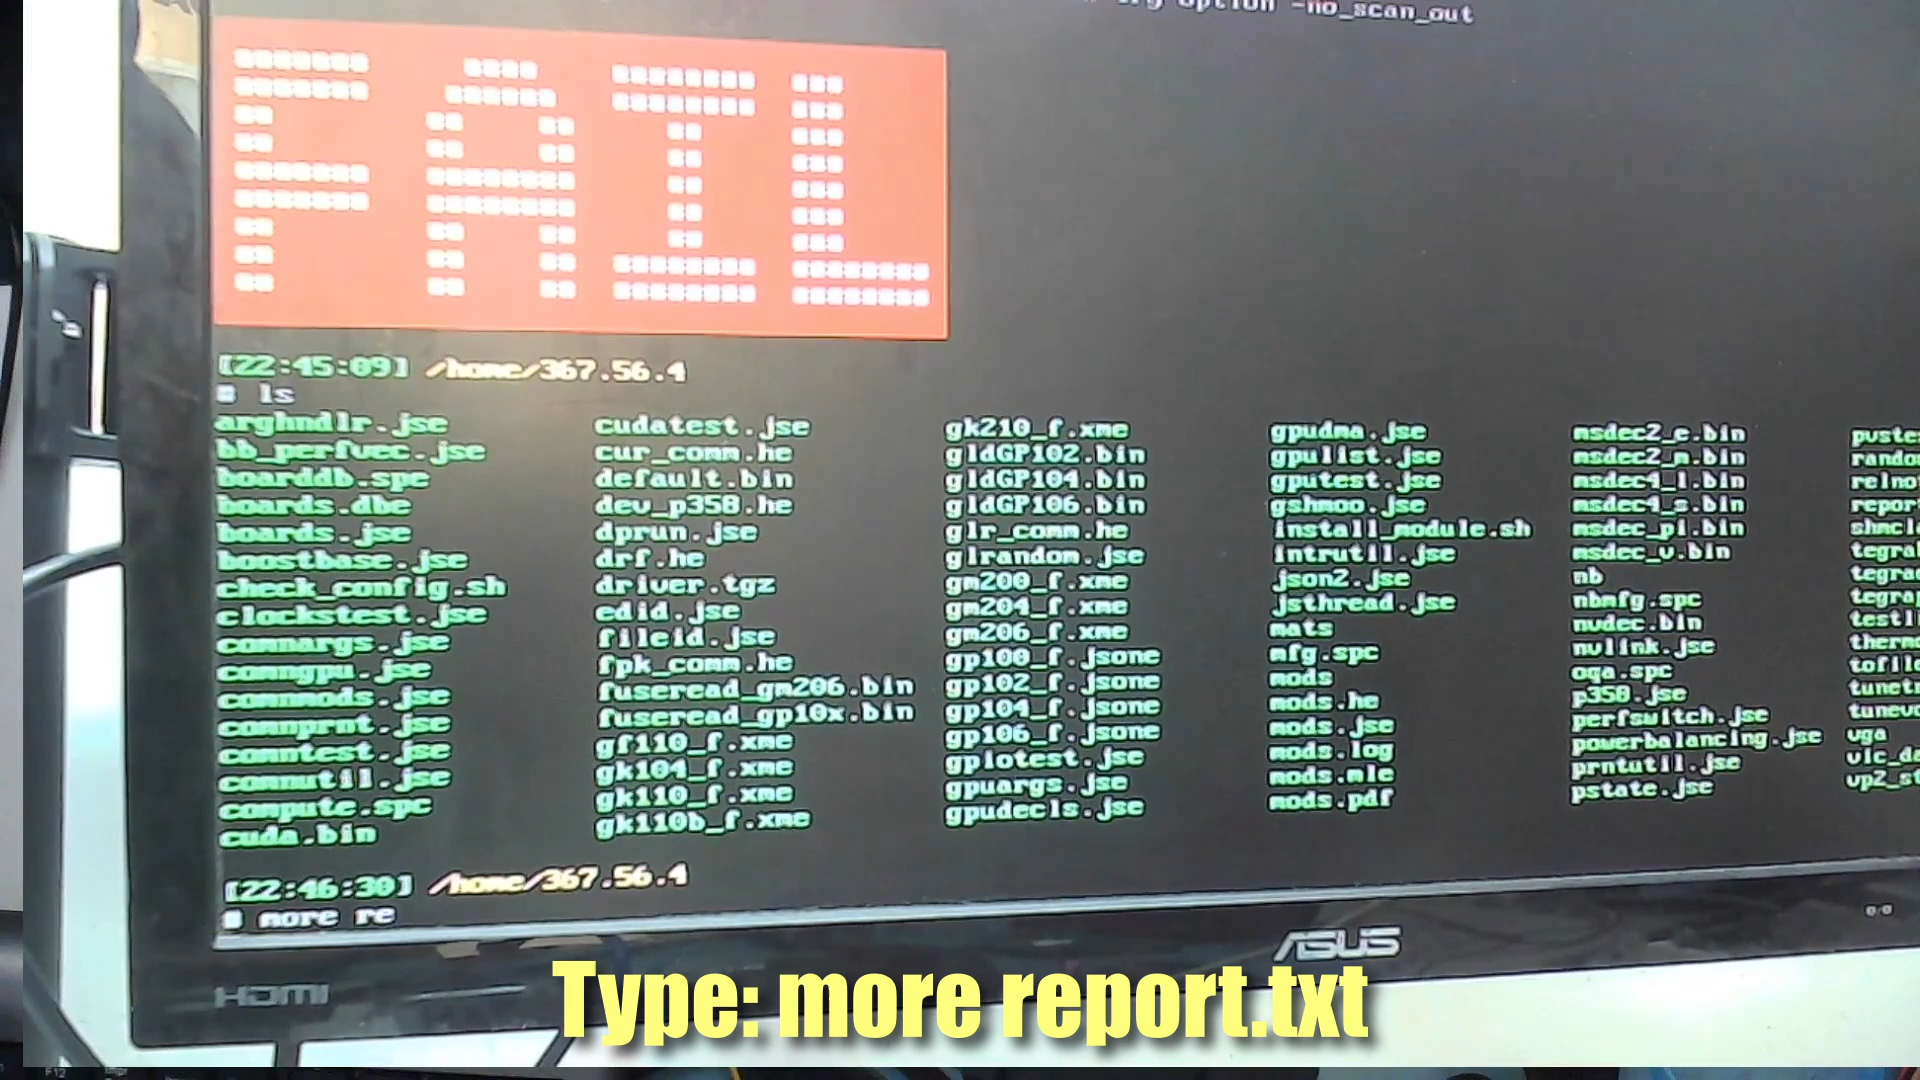 option -no_scan_out
FAIL
[22:45:09] /home/367.56.4
# ls
arghndlr.jse cudatest.jse gk210_f.xme gpudma.jse msdec2_e.bin
bb_perfvec.jse cur_comm.he gldGP102.bin gpulist.jse msdec2_m.bin
boarddb.spe default.bin gldGP104.bin gputest.jse msdec4_l.bin
boards.dbe dev_p358.he gldGP106.bin gshmoo.jse msdec4_s.bin
boards.jse dprun.jse glr_comm.he install_module.sh msdec_pl.bin
boostbase.jse drf.he glrandom.jse intrutil.jse msdec_v.bin
check_config.sh driver.tgz gm200_f.xme json2.jse nb
clockstest.jse edid.jse gm204_f.xme jsthread.jse nbmfg.spc
commargs.jse fileid.jse gm206_f.xme mats nvdec.bin
commgpu.jse fpk_comm.he gp100_f.jsone mfg.spc nvlink.jse
commmods.jse fuseread_gm206.bin gp102_f.jsone mods oqa.spc
commprnt.jse fuseread_gp10x.bin gp104_f.jsone mods.he p358.jse
commtest.jse gf110_f.xme gp106_f.jsone mods.jse perfswitch.jse
commutil.jse gk104_f.xme gpiotest.jse mods.log powerbalancing.jse vga
compute.spc gk110_f.xme gpuargs.jse mods.mle prntutil.jse
cuda.bin gk110b_f.xme gpudecls.jse mods.pdf pstate.jse
[22:46:30] /home/367.56.4
# more re
ASUS
HDMI
Type: more report.txt
F12